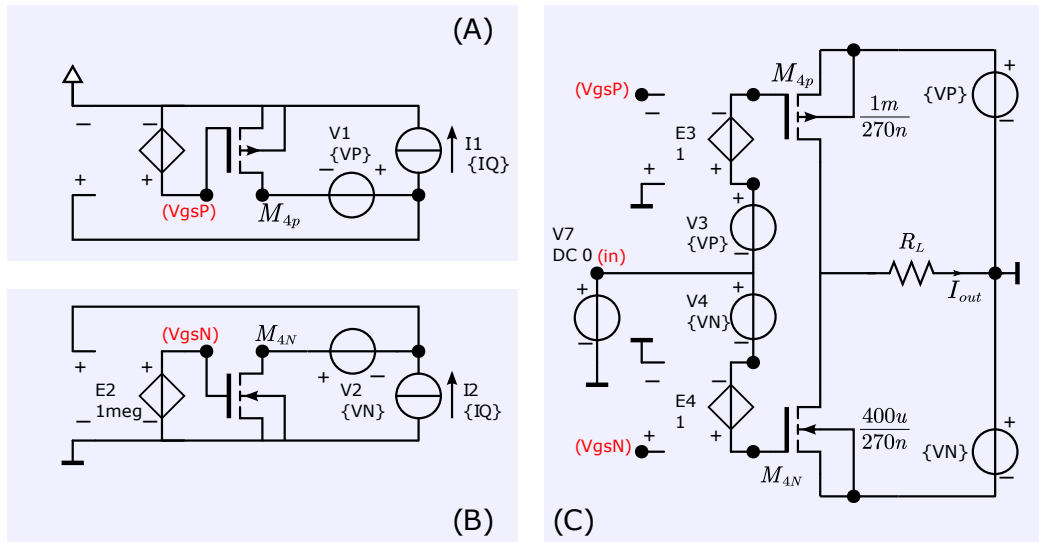 (A)
V1
{VP}
I1
{IQ}
(VgsP)
M4p
(VgsN)
M4N
E2
1meg
V2
{VN}
I2
{IQ}
(B)
M4p
(VgsP)
{VP}
1m
270n
E3
1
V3
{VP}
V7
DC 0 (in)
RL
Iout
V4
{VN}
E4
1
400u
270n
(VgsN)
M4N
{VN}
(C)